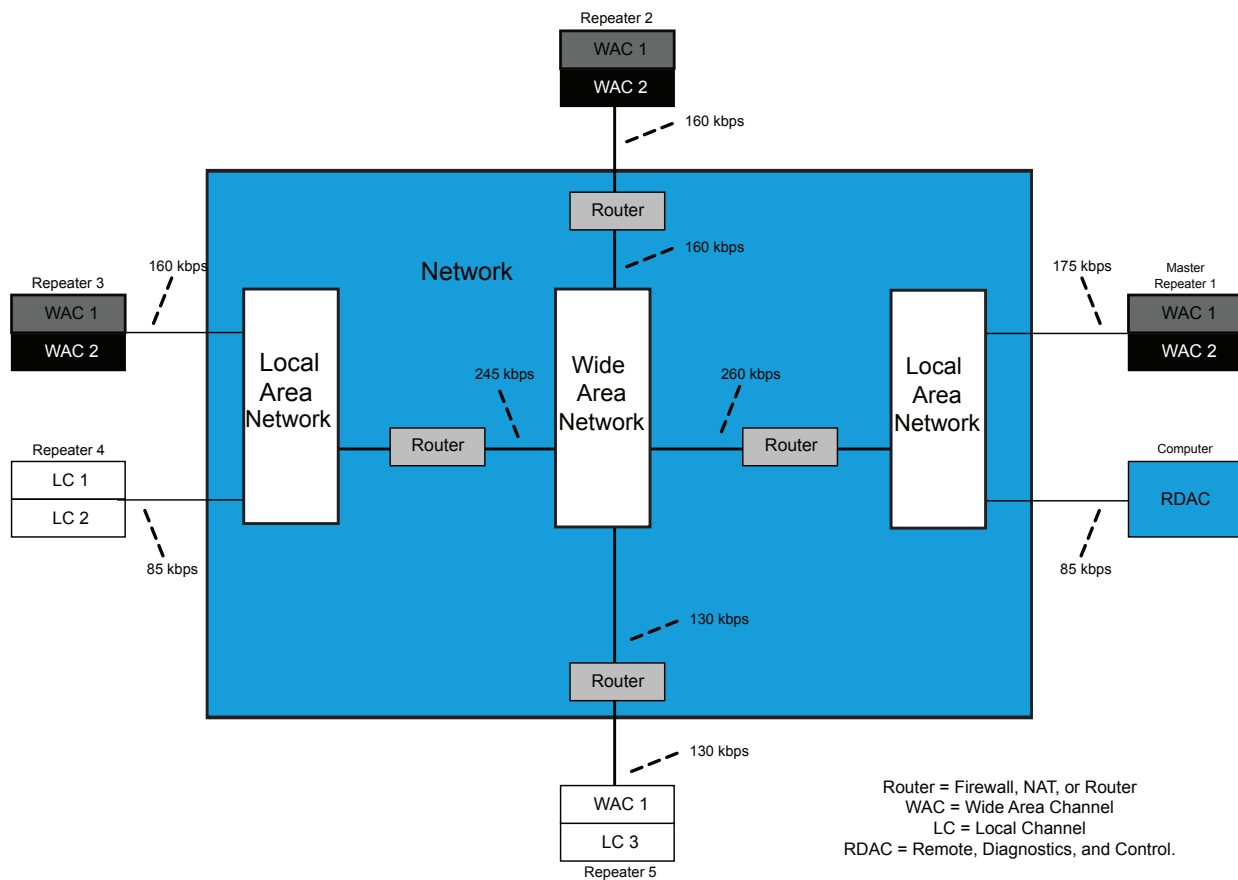 Repeater 2
WAC 1
WAC 2
160 kbps
Router
160 kbps
Network
160 kbps
Repeater 3
WAC 1
WAC 2
175 kbps
Master
Repeater 1
WAC 1
WAC 2
Local
Area
Network
245 kbps
Wide
Area
Network
260 kbps
Local
Area
Network
Router
Router
Repeater 4
LC 1
LC 2
85 kbps
Computer
RDAC
85 kbps
130 kbps
Router
130 kbps
WAC 1
LC 3
Repeater 5
Router = Firewall, NAT, or Router
WAC = Wide Area Channel
LC = Local Channel
RDAC = Remote, Diagnostics, and Control.